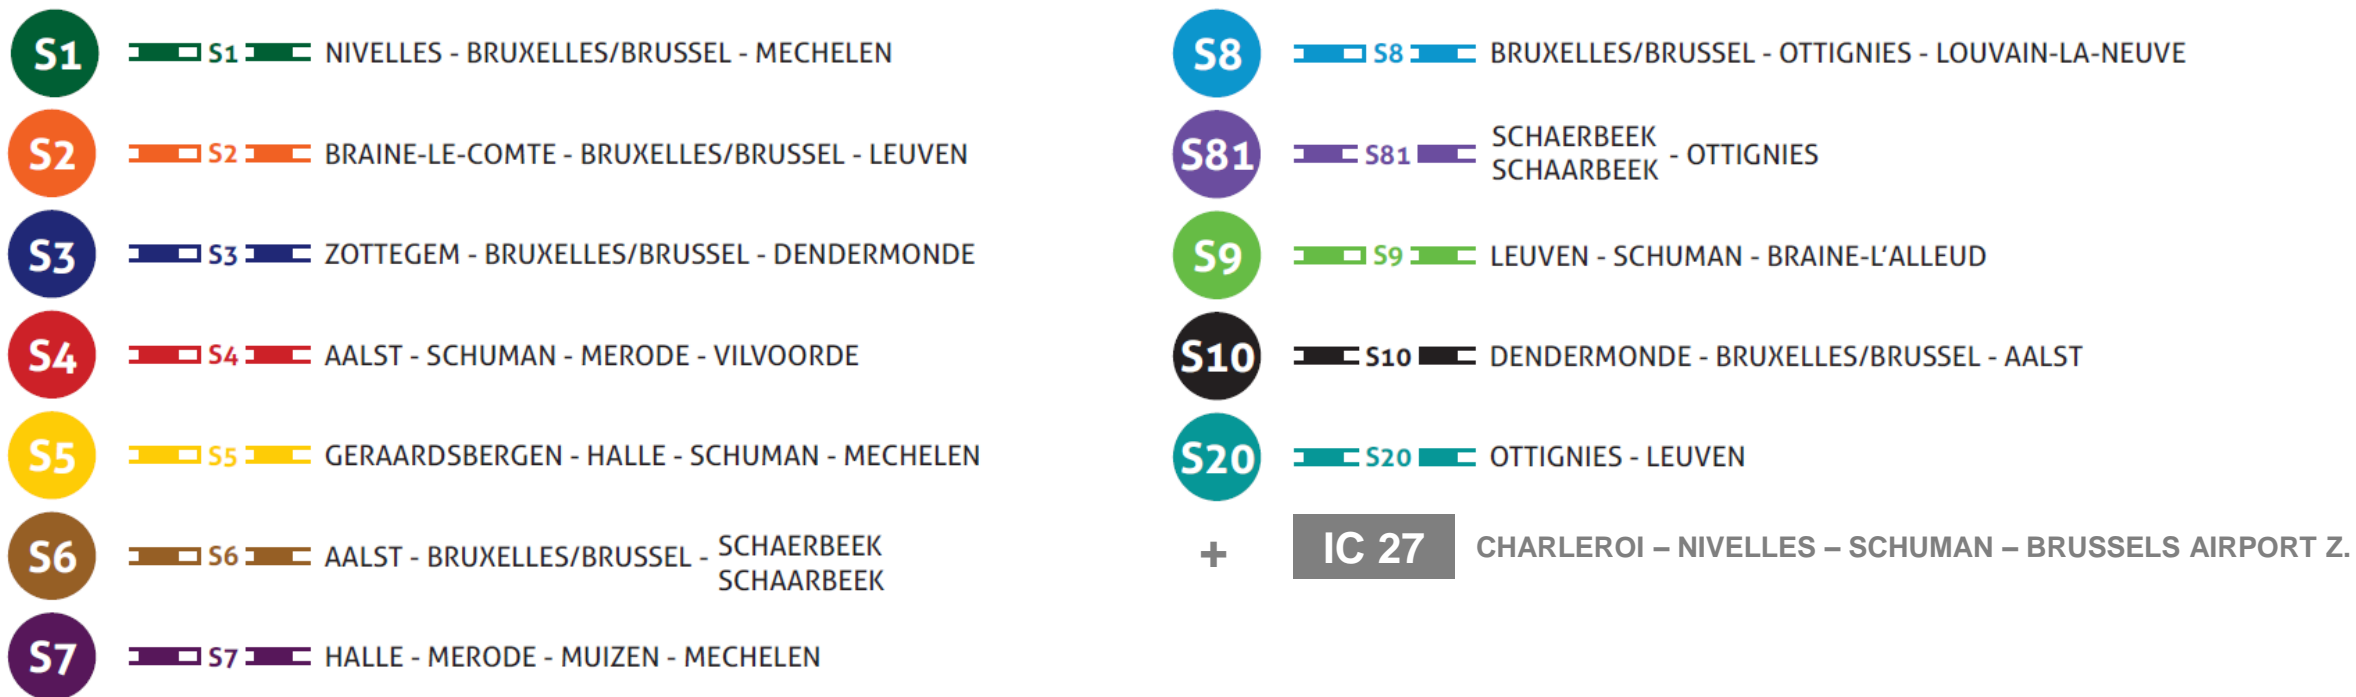 S1 S1 NIVELLES - BRUXELLES/BRUSSEL - MECHELEN
S2 S2 BRAINE-LE-COMTE - BRUXELLES/BRUSSEL - LEUVEN
S3 S3 ZOTTEGEM - BRUXELLES/BRUSSEL - DENDERMONDE
S4 S4 AALST - SCHUMAN - MERODE - VILVOORDE
S5 S5 GERAARDSBERGEN - HALLE - SCHUMAN - MECHELEN
S6 S6 AALST - BRUXELLES/BRUSSEL - SCHAERBEEK
SCHAARBEEK
S7 S7 HALLE - MERODE - MUIZEN - MECHELEN
S8 S8 BRUXELLES/BRUSSEL - OTTIGNIES - LOUVAIN-LA-NEUVE
S81 S81 SCHAERBEEK
SCHAARBEEK - OTTIGNIES
S9 S9 LEUVEN - SCHUMAN - BRAINE-L'ALLEUD
S10 S10 DENDERMONDE - BRUXELLES/BRUSSEL - AALST
S20 S20 OTTIGNIES - LEUVEN
+ IC 27 CHARLEROI – NIVELLES – SCHUMAN – BRUSSELS AIRPORT Z.